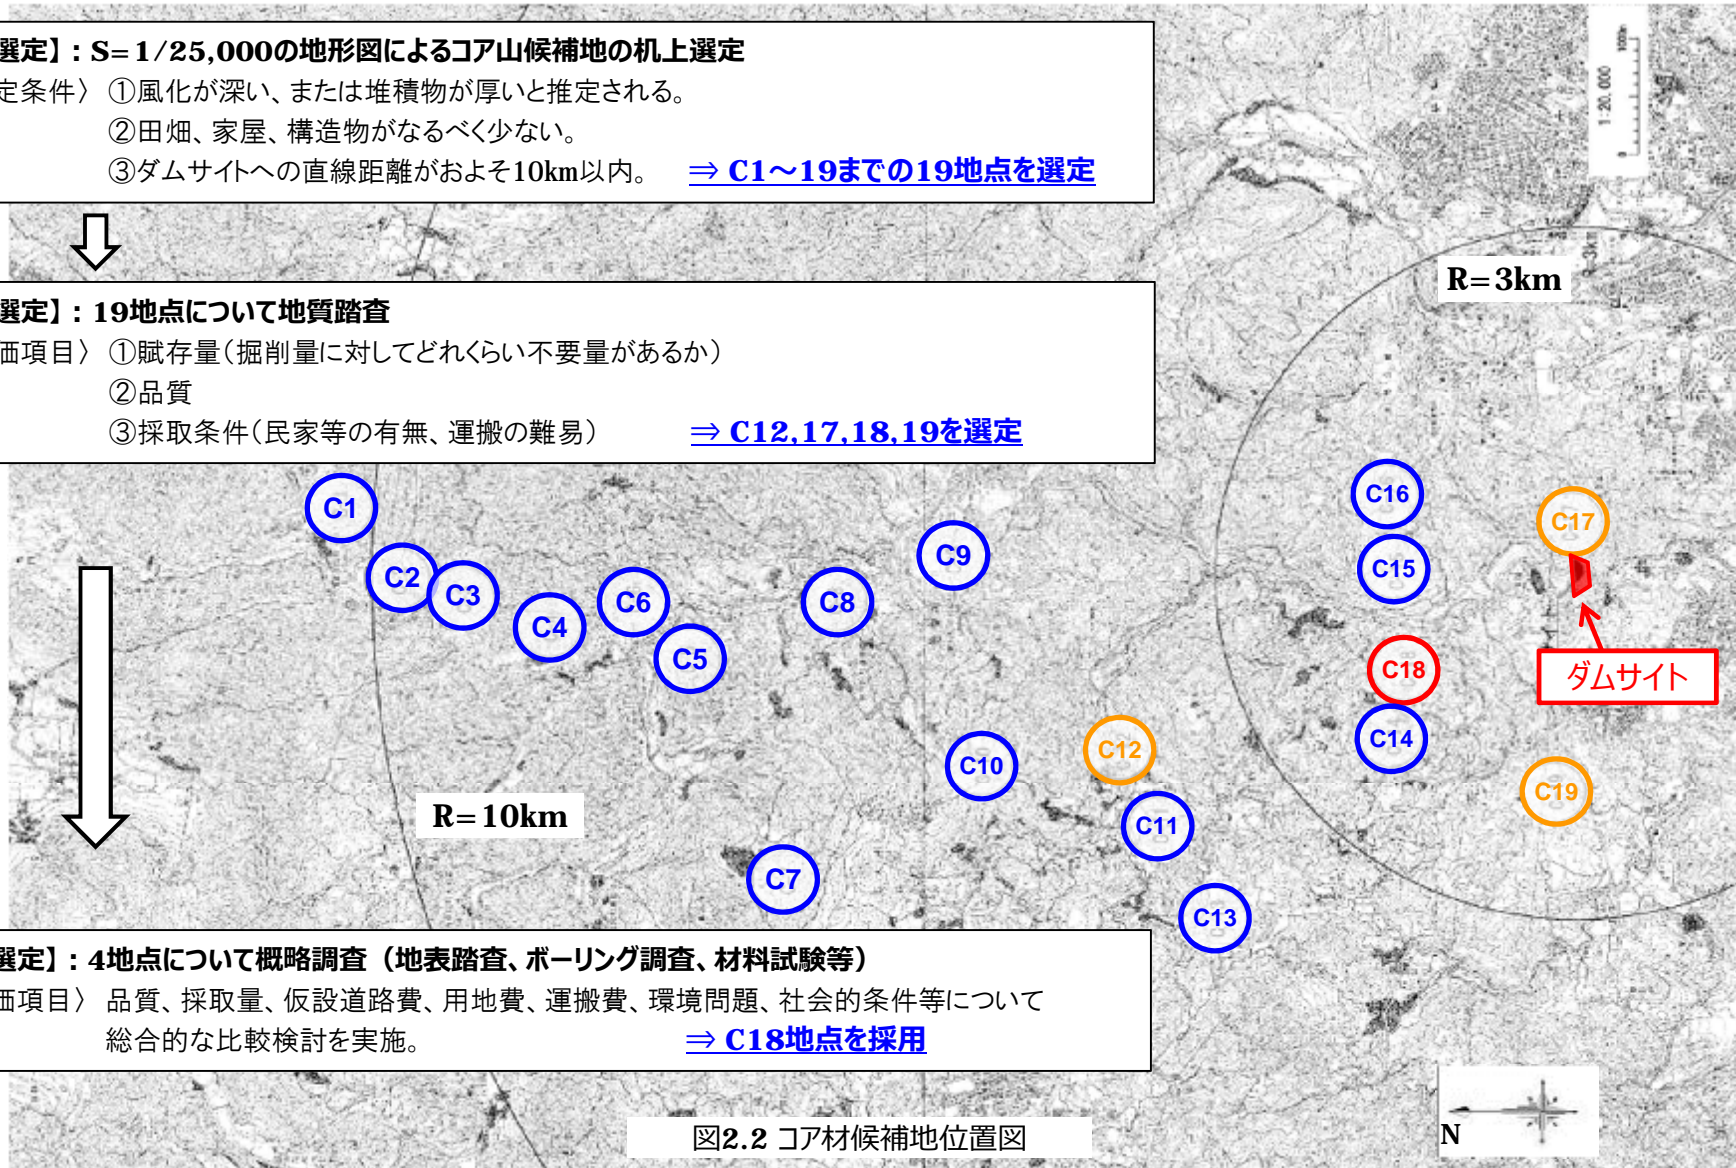 選定】：S=1/25,000の地形図によるコア山候補地の机上選定
定条件〉 ①風化が深い、または堆積物が厚いと推定される。
②田畑、家屋、構造物がなるべく少ない。
③ダムサイトへの直線距離がおよそ10km以内。 ⇒ C1～19までの19地点を選定
選定】：19地点について地質踏査
価項目〉 ①賦存量（掘削量に対してどれくらい不要量があるか）
②品質
③採取条件（民家等の有無、運搬の難易） ⇒ C12,17,18,19を選定
1:20,000
R=3km
C1
C2
C3
C4
C6
C5
C8
C9
C7
C10
C12
C11
C13
C16
C15
C18
C14
C17
C19
ダムサイト
R=10km
選定】：4地点について概略調査（地表踏査、ボーリング調査、材料試験等）
価項目〉 品質、採取量、仮設道路費、用地費、運搬費、環境問題、社会的条件等について
総合的な比較検討を実施。 ⇒ C18地点を採用
図2.2 コア材候補地位置図
N